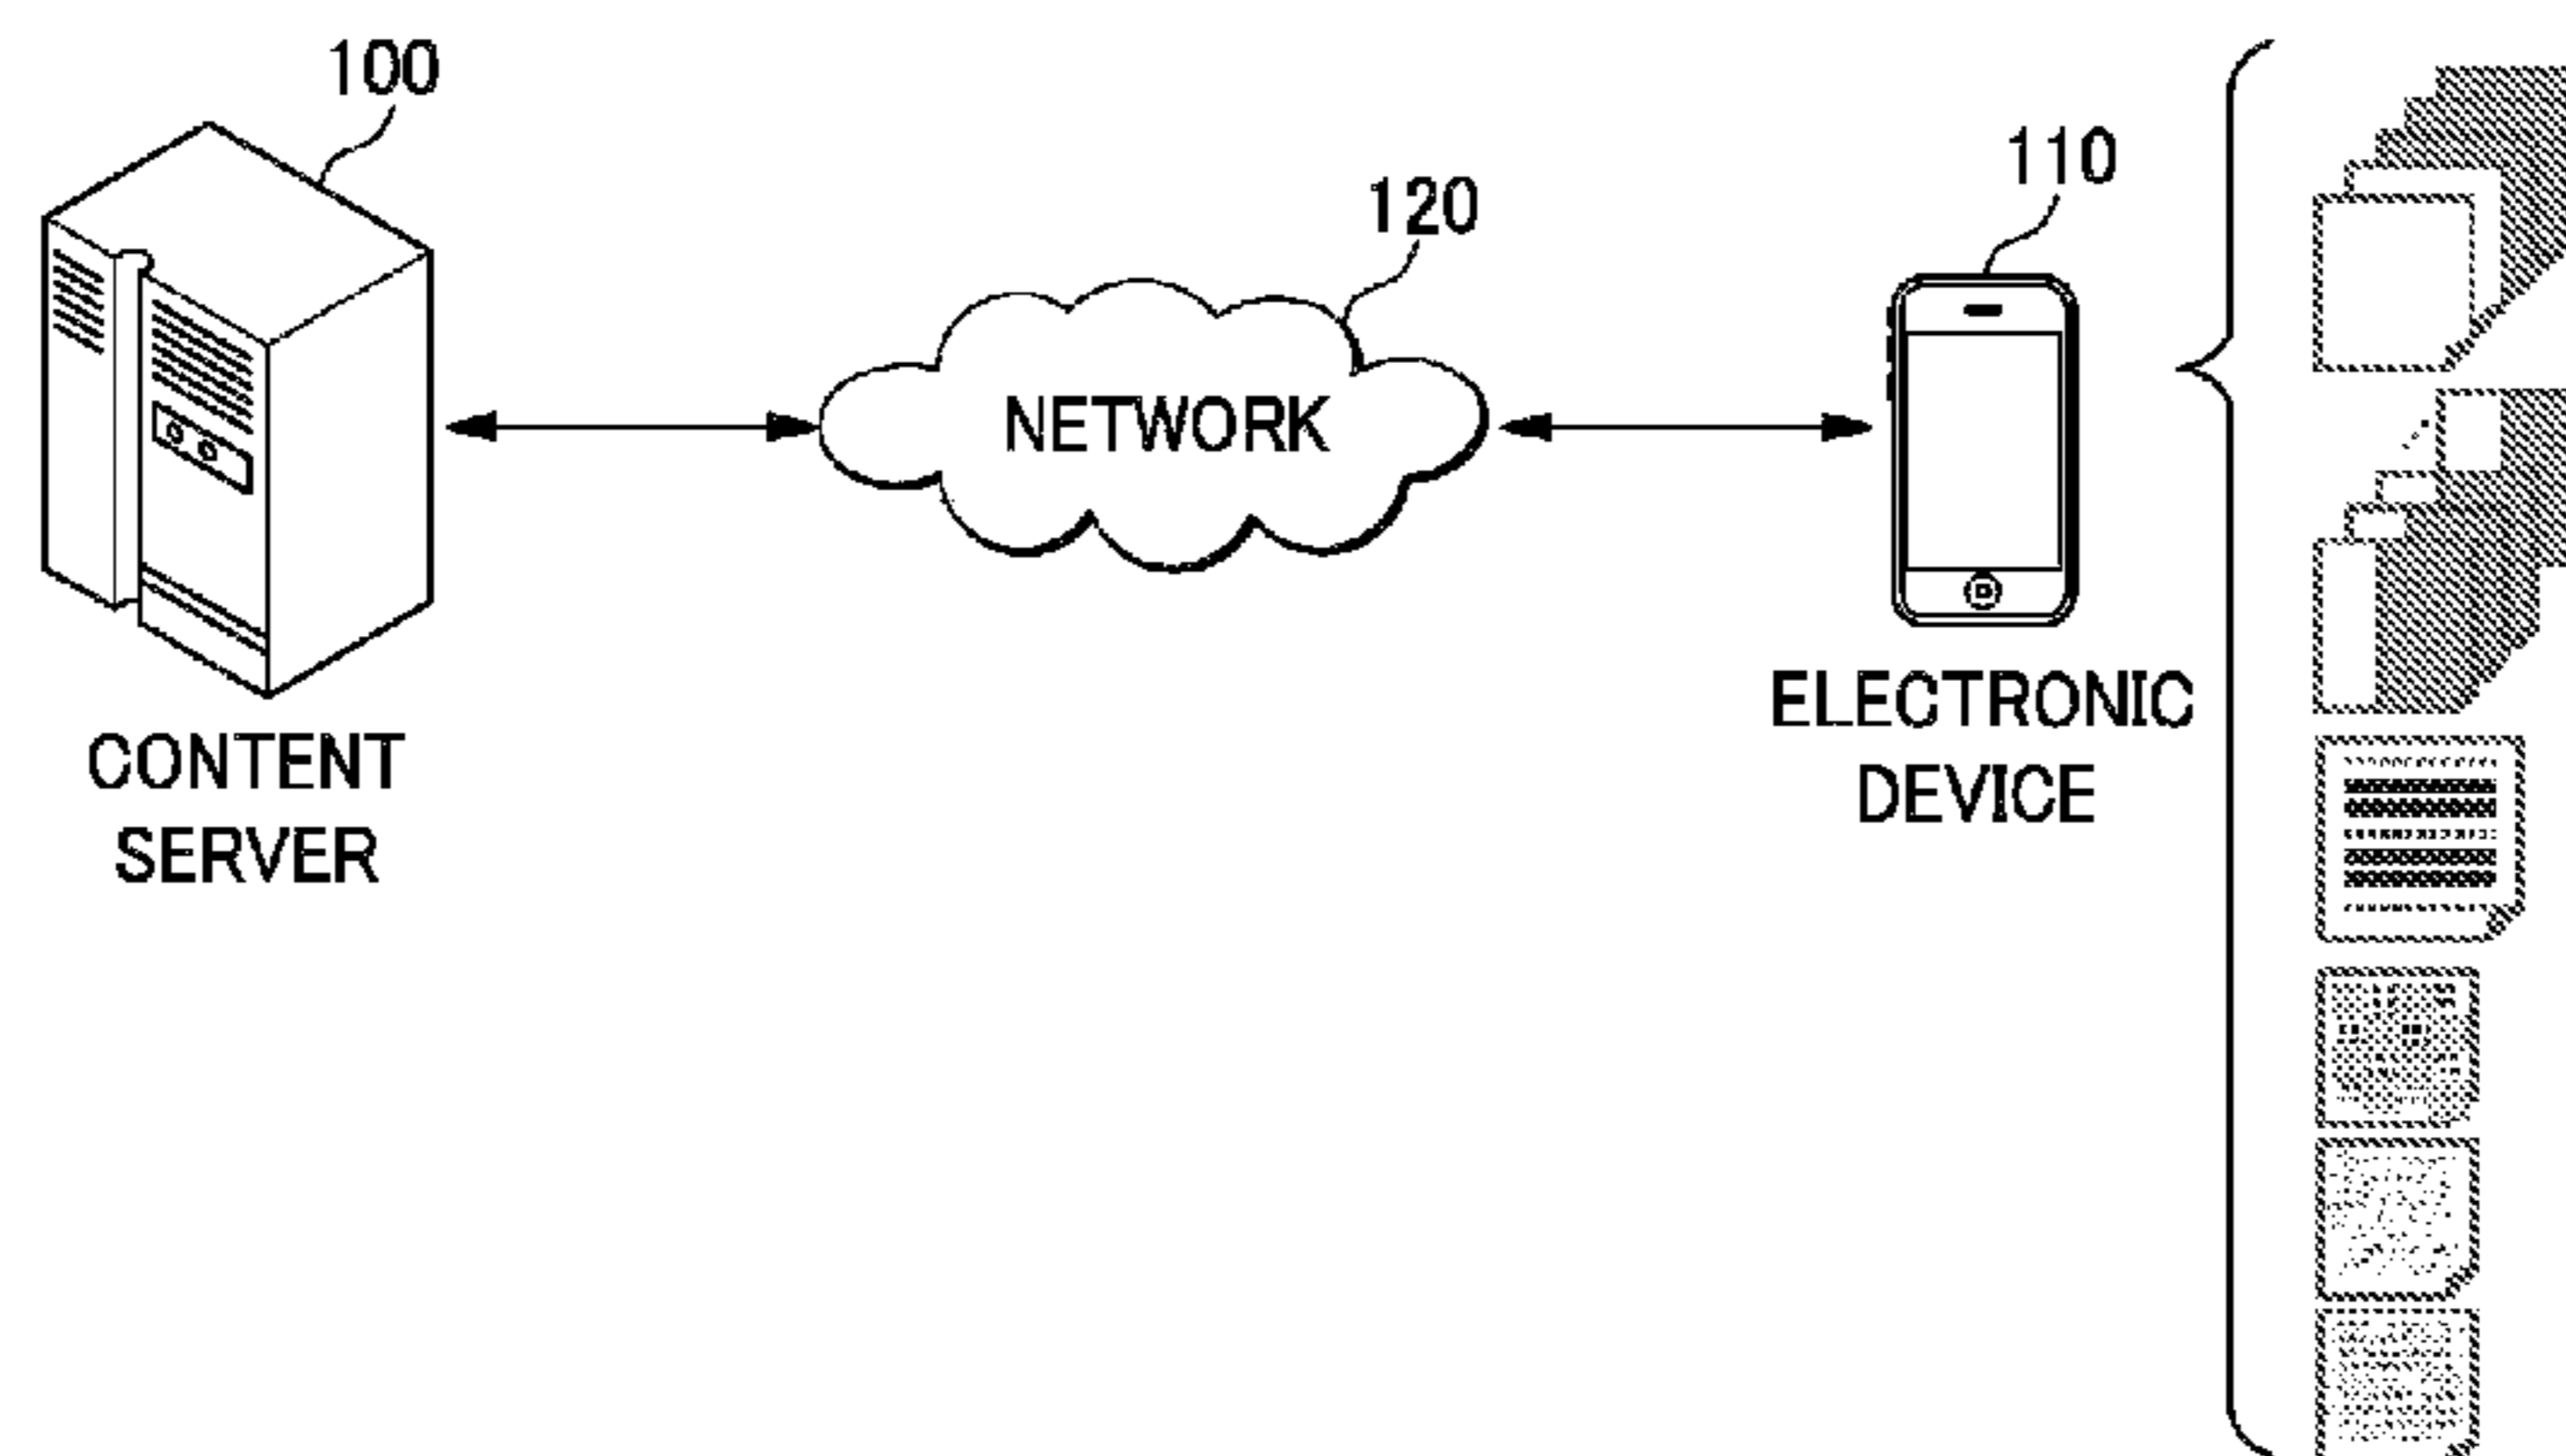 100
120
110
NETWORK
CONTENT
SERVER
ELECTRONIC
DEVICE